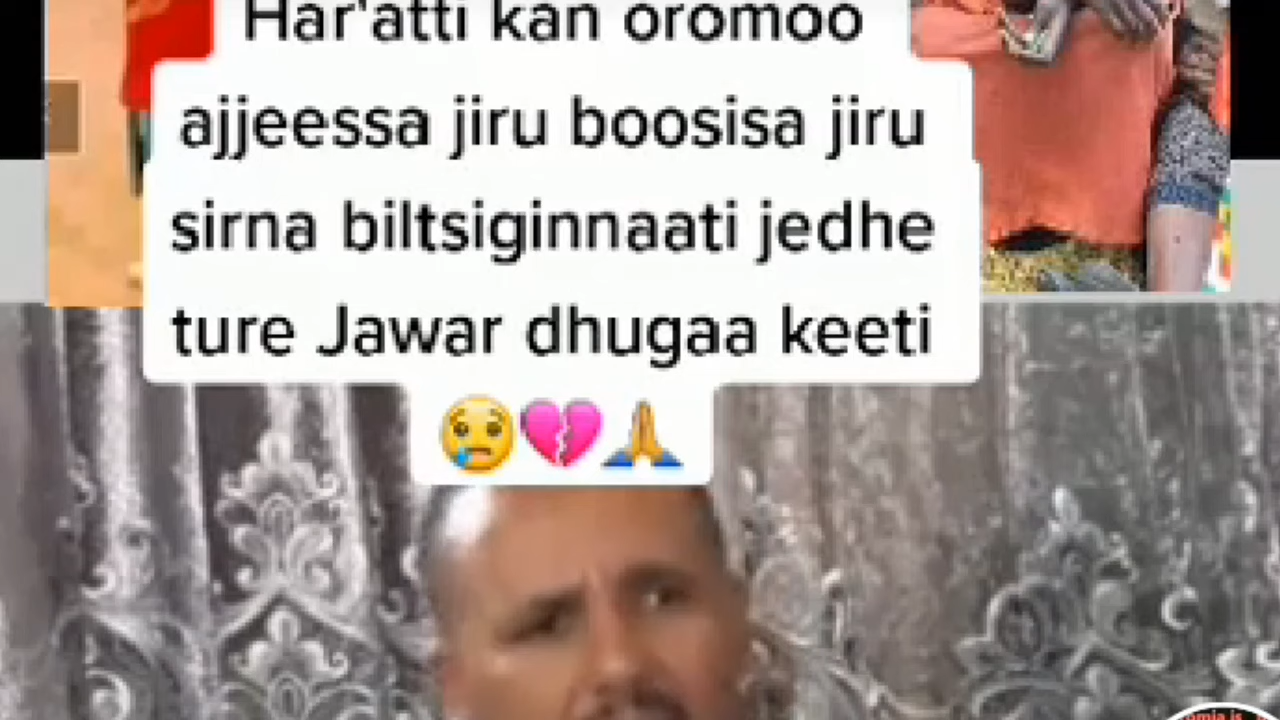 Har'atti kan oromoo
ajjeessa jiru boosisa jiru
sirna biltsiginnaati jedhe
ture Jawar dhugaa keeti
😢💔🙏